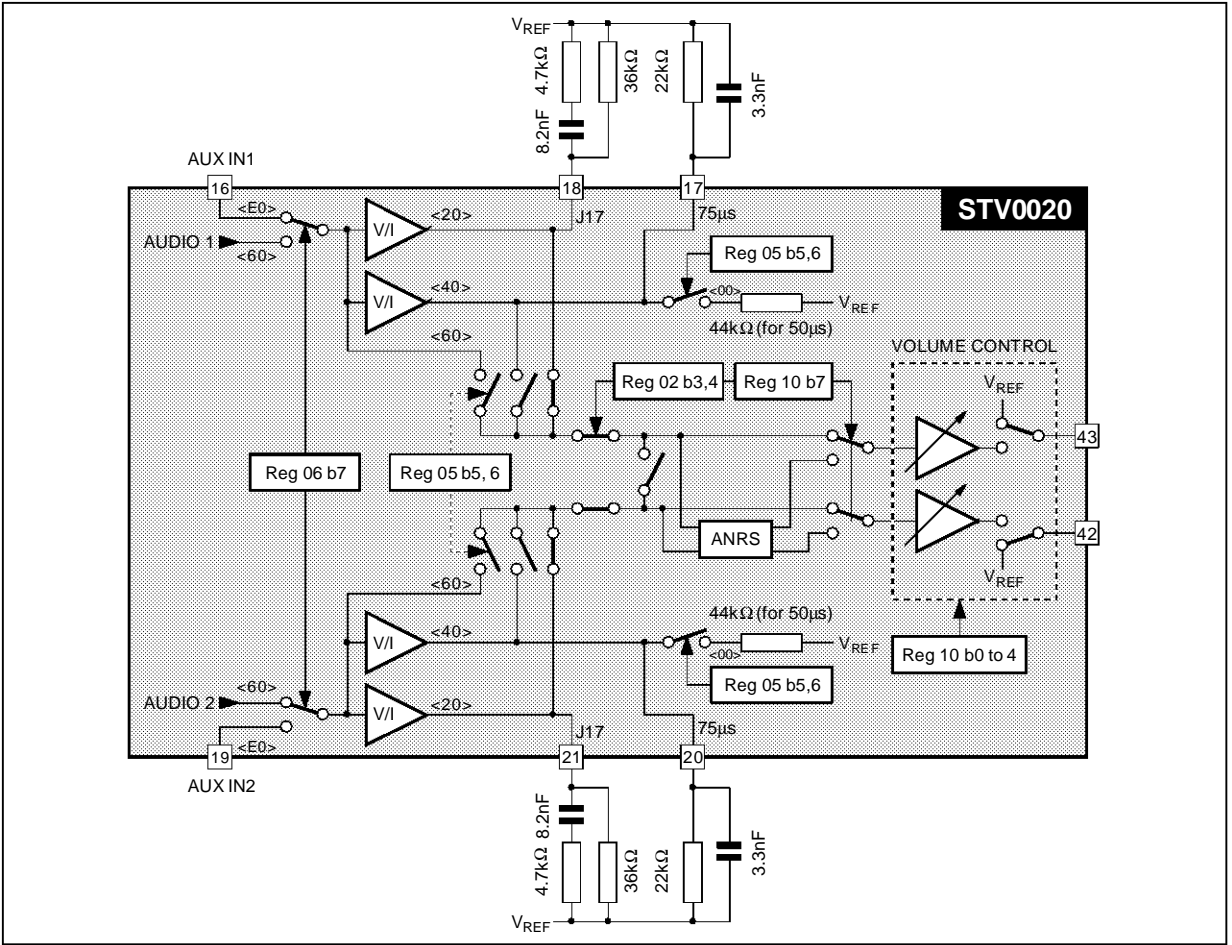 VREF
4.7kΩ
36kΩ
22kΩ
3.3nF
8.2nF
AUX IN1
16
18
17
STV0020
<E0>
<20>
J17
75µs
V/I
AUDIO 1
<60>
Reg 05 b5,6
<40>
V/I
<00>
VREF
44kΩ (for 50µs)
<60>
VOLUME CONTROL
Reg 02 b3,4
Reg 10 b7
VREF
43
Reg 06 b7
Reg 05 b5, 6
ANRS
42
VREF
<60>
44kΩ (for 50µs)
<40>
V/I
<00>
VREF
Reg 10 b0 to 4
Reg 05 b5,6
<60>
AUDIO 2
<20>
V/I
J17
75µs
<E0>
19
21
20
AUX IN2
8.2nF
4.7kΩ
36kΩ
22kΩ
3.3nF
VREF